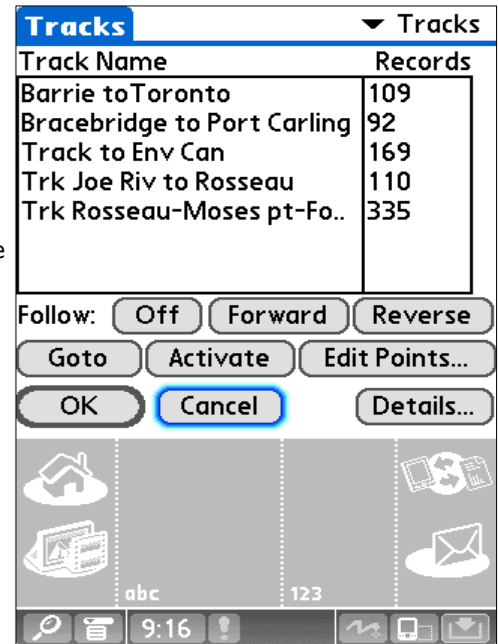 Tracks Tracks
Track Name Records
Barrie toToronto 109
Bracebridge to Port Carling 92
Track to Env Can 169
Trk Joe Riv to Rosseau 110
Trk Rosseau-Moses pt-Fo.. 335
e
Follow: Off Forward Reverse
Goto Activate Edit Points...
OK Cancel Details...
abc 123
9:16